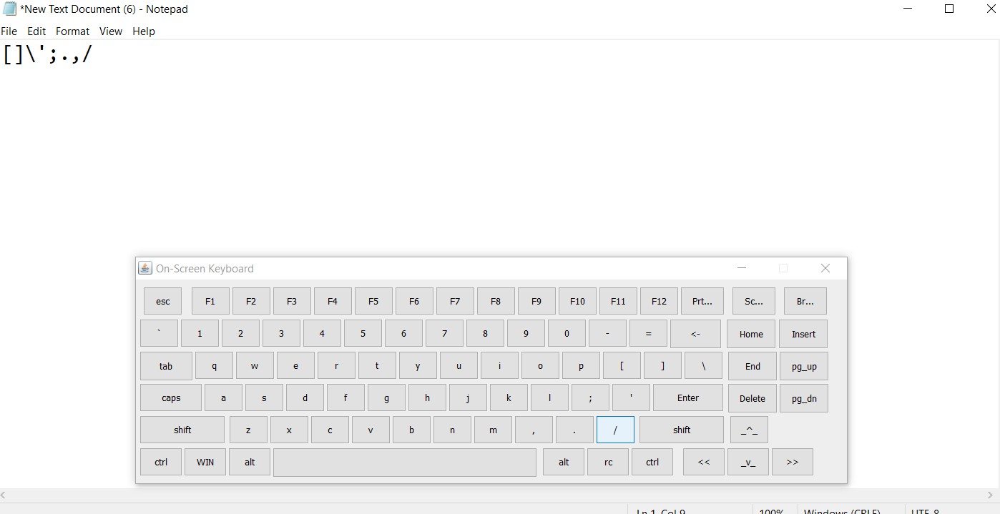 *New Text Document (6) - Notepad
File Edit Format View Help
[]\';.,/
On-Screen Keyboard
esc F1 F2 F3 F4 F5 F6 F7 F8 F9 F10 F11 F12 Prt... Sc... Br...
` 1 2 3 4 5 6 7 8 9 0 - = <- Home Insert
tab q w e r t y u i o p [ ] \ End pg_up
caps a s d f g h j k l ; ' Enter Delete pg_dn
shift z x c v b n m , . / shift _^_
ctrl WIN alt alt rc ctrl << _v_ >>
Ln 1, Col 9 100% Windows (CRLF) UTF-8